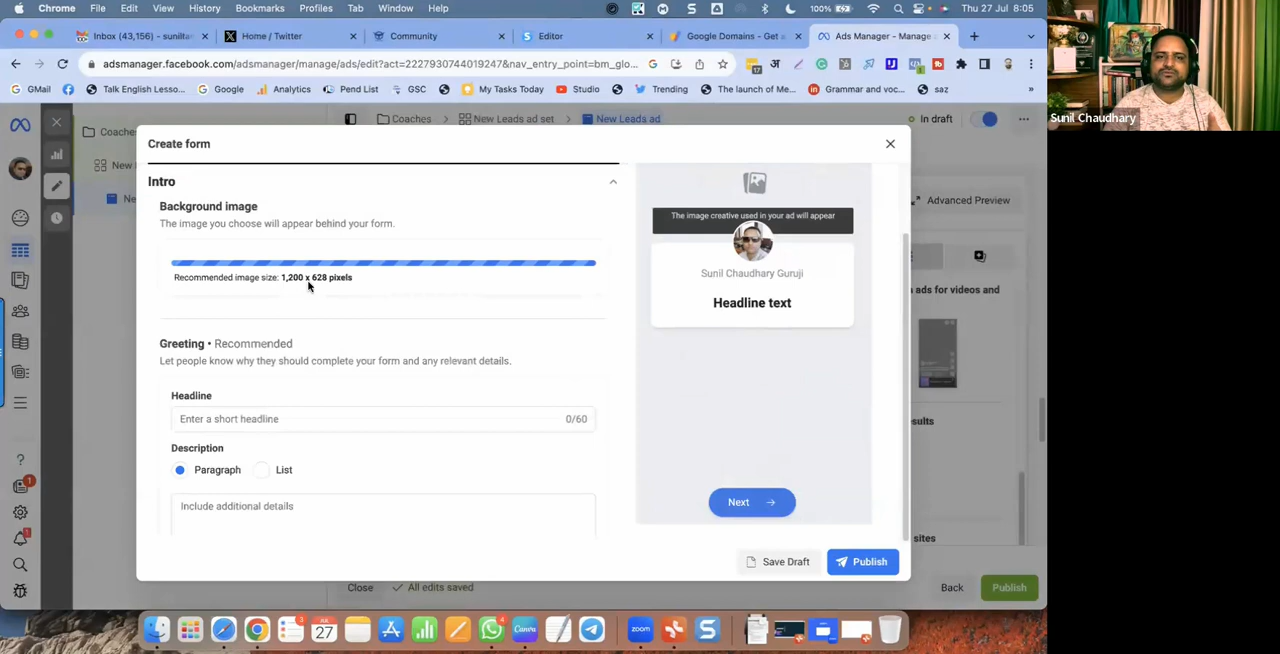 Chrome File Edit View History Bookmarks Profiles Tab Window Help 100% Thu 27 Jul 8:05
Inbox (43,156) - suniltan Home / Twitter Community Editor Google Domains - Get a Ads Manager - Manage a
adsmanager.facebook.com/adsmanager/manage/ads/edit?act=2227930744019247&nav_entry_point=bm_glo...
GMail Talk English Lesso... Google Analytics Pend List GSC My Tasks Today Studio Trending The launch of Me... Grammar and voc... saz »
Sunil Chaudhary
Coaches New Leads ad set New Leads ad In draft
Coache
Create form
New
Intro
Ne
Background image
The image you choose will appear behind your form.
Advanced Preview
The image creative used in your ad will appear
Recommended image size: 1,200 x 628 pixels
Sunil Chaudhary Guruji
a ads for videos and
Headline text
Greeting • Recommended
Let people know why they should complete your form and any relevant details.
Headline
Enter a short headline 0/60
sults
Description
Paragraph List
Include additional details
Next
sites
Save Draft Publish
Close All edits saved Back Publish
JUL
27
Canva
zoom